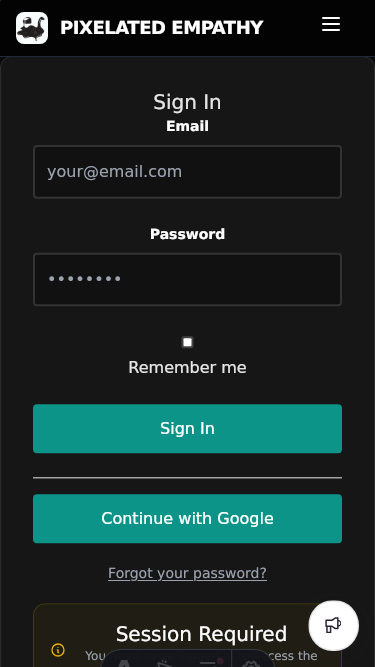 PIXELATED EMPATHY
Sign In
Email
your@email.com
Password
••••••••
Remember me
Sign In
Continue with Google
Forgot your password?
Session Required
You cess the